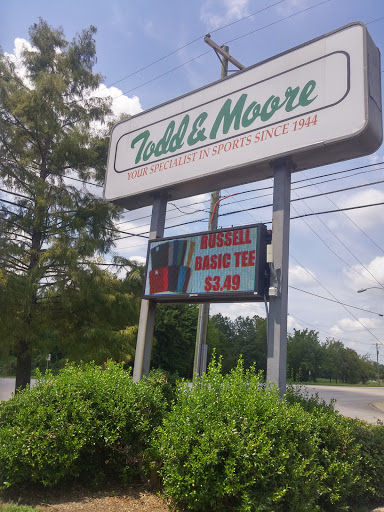 Todd & Moore
YOUR SPECIALIST IN SPORTS SINCE 1944
RUSSELL
BASIC TEE
$3.49